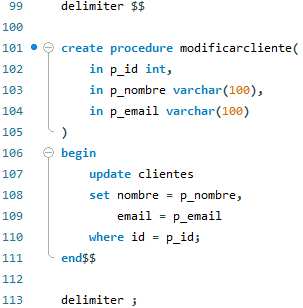 99 delimiter $$
100
101 create procedure modificarcliente(
102 in p_id int,
103 in p_nombre varchar(100),
104 in p_email varchar(100)
105 )
106 begin
107 update clientes
108 set nombre = p_nombre,
109 email = p_email
110 where id = p_id;
111 end$$
112
113 delimiter ;